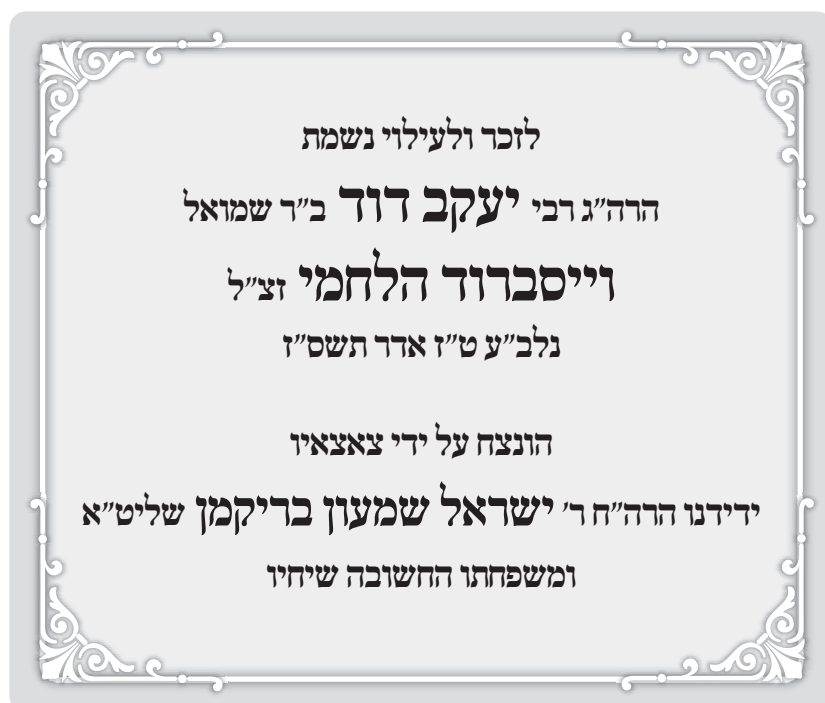 לזכר ולעילוי נשמת
הרה״ג רבי יעקב דוד ב״ר שמואל
וייסברוד הלחמי זצ״ל
נלב״ע ט״ז אדר תשס״ז
הונצח על ידי צאצאיו
ידידנו הרה״ח ר׳ ישראל שמעון בריקמן שליט״א
ומשפחתו החשובה שיחיו